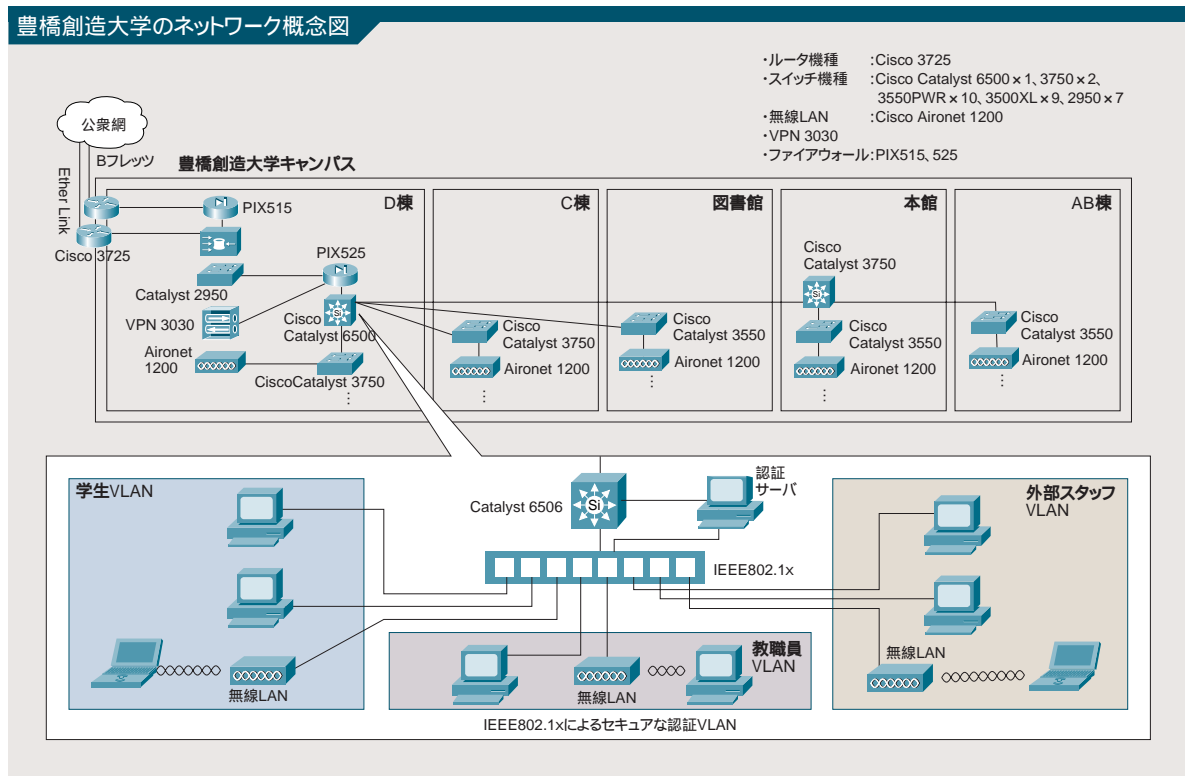 豊橋創造大学のネットワーク概念図
・ルータ機種 :Cisco 3725
・スイッチ機種 :Cisco Catalyst 6500×1、3750×2、
3550PWR×10、3500XL×9、2950×7
・無線LAN :Cisco Aironet 1200
・VPN 3030
・ファイアウォール:PIX515、525
公衆網
Bフレッツ
Ether Link
豊橋創造大学キャンパス
D棟
C棟
図書館
本館
AB棟
PIX515
Cisco 3725
PIX525
Catalyst 2950
VPN 3030
Cisco
Catalyst 6500
Aironet
1200
CiscoCatalyst 3750
⋮
Cisco
Catalyst 3750
Aironet 1200
⋮
Cisco
Catalyst 3550
Aironet 1200
⋮
Cisco
Catalyst 3750
Cisco
Catalyst 3550
Aironet 1200
⋮
Cisco
Catalyst 3550
Aironet 1200
⋮
Si
Si
学生VLAN
Catalyst 6506
Si
認証
サーバ
外部スタッフ
VLAN
IEEE802.1x
教職員
VLAN
無線LAN
無線LAN
無線LAN
IEEE802.1xによるセキュアな認証VLAN